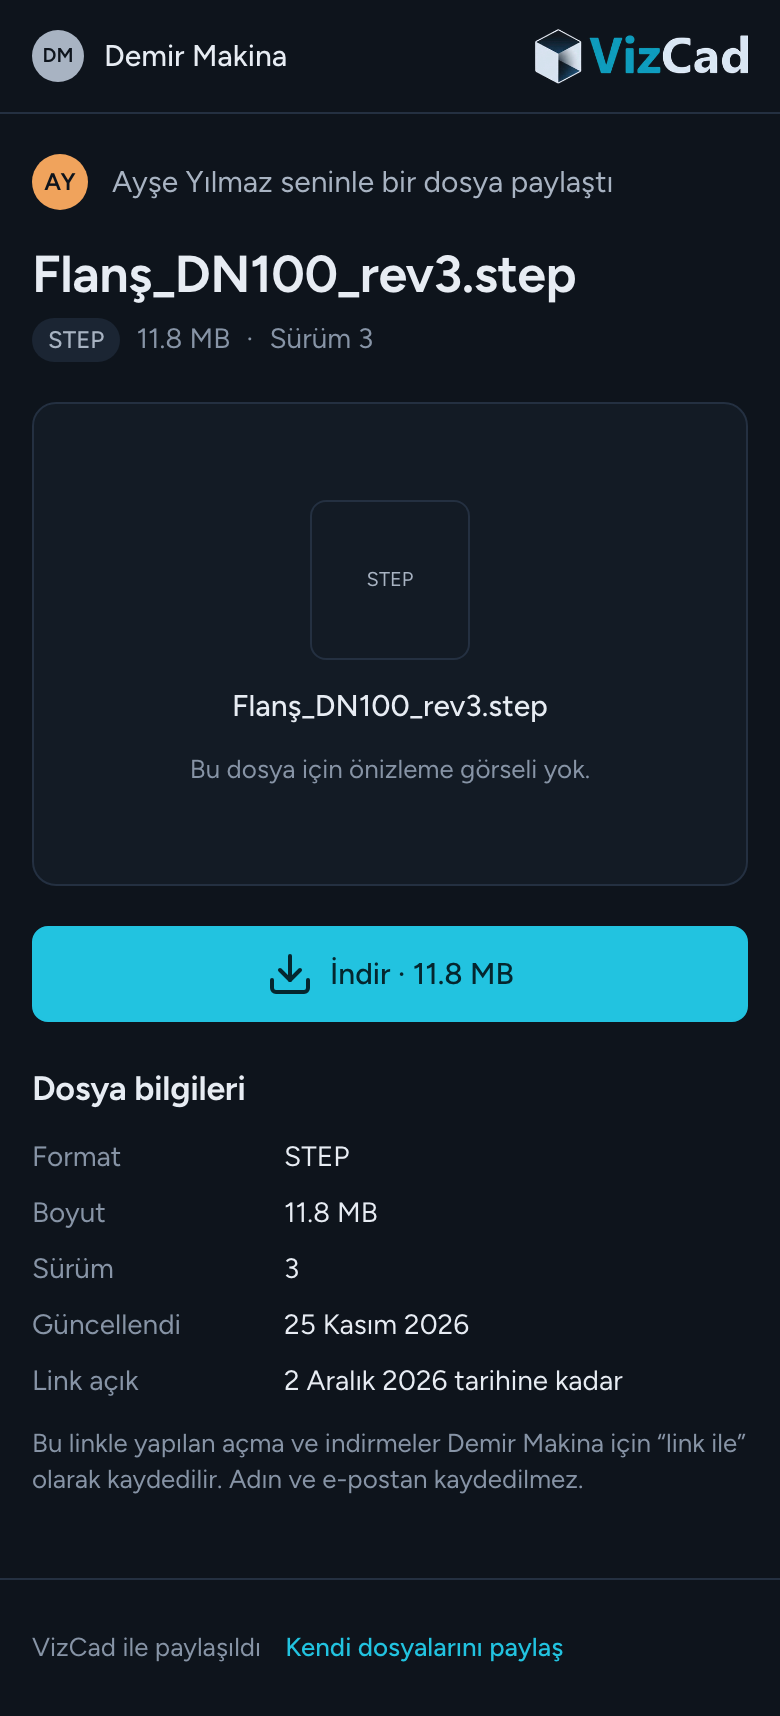 DM Demir Makina VizCad
AY Ayşe Yılmaz seninle bir dosya paylaştı
Flanş_DN100_rev3.step
STEP 11.8 MB · Sürüm 3
STEP
Flanş_DN100_rev3.step
Bu dosya için önizleme görseli yok.
İndir · 11.8 MB
Dosya bilgileri
Format STEP
Boyut 11.8 MB
Sürüm 3
Güncellendi 25 Kasım 2026
Link açık 2 Aralık 2026 tarihine kadar
Bu linkle yapılan açma ve indirmeler Demir Makina için “link ile”
olarak kaydedilir. Adın ve e-postan kaydedilmez.
VizCad ile paylaşıldı Kendi dosyalarını paylaş